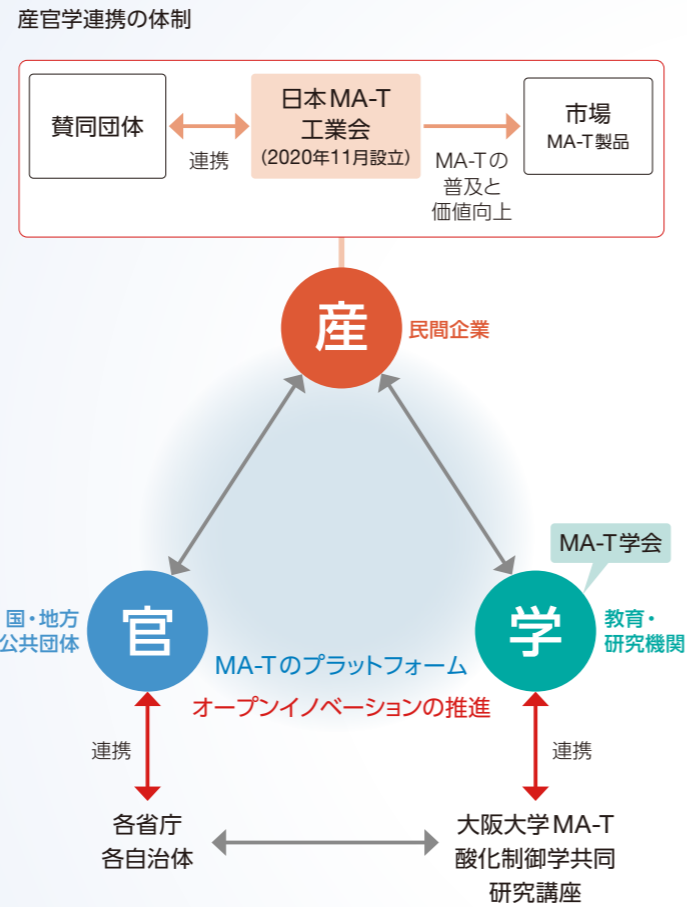 産官学連携の体制
賛同団体
連携
日本MA-T
工業会
(2020年11月設立)
MA-Tの
普及と
価値向上
市場
MA-T製品
産
民間企業
MA-T学会
国・地方
公共団体
官
学
教育・
研究機関
MA-Tのプラットフォーム
オープンイノベーションの推進
連携
連携
各省庁
各自治体
大阪大学MA-T
酸化制御学共同
研究講座